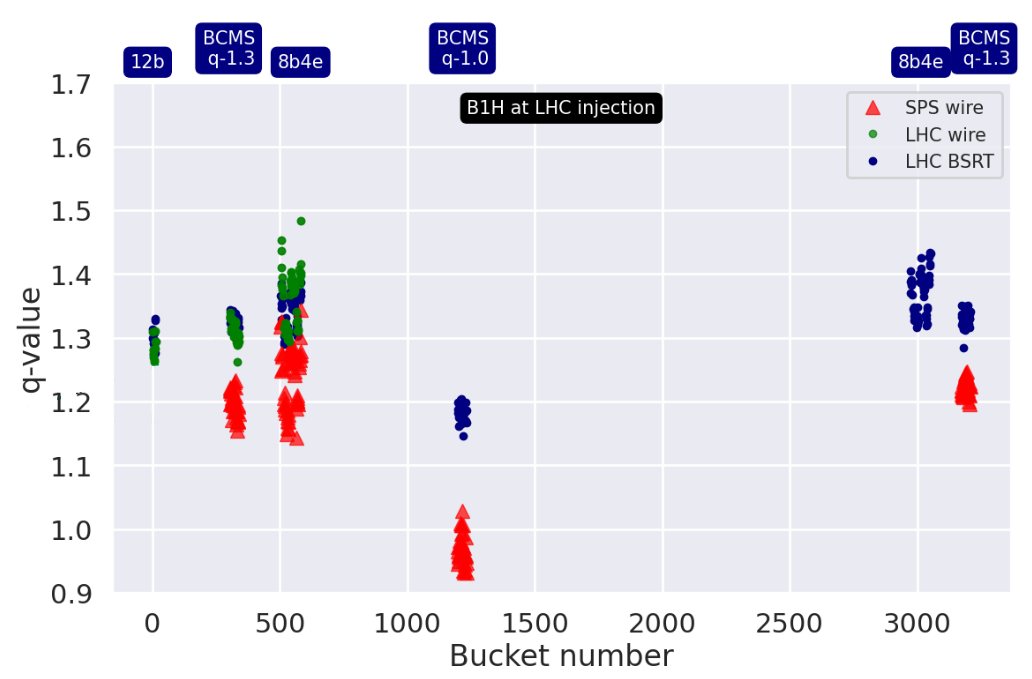 12b
BCMS
q-1.3
8b4e
BCMS
q-1.0
8b4e
BCMS
q-1.3
B1H at LHC injection
SPS wire
LHC wire
LHC BSRT
1.7
1.6
1.5
1.4
1.3
1.2
1.1
1.0
0.9
q-value
0 500 1000 1500 2000 2500 3000
Bucket number